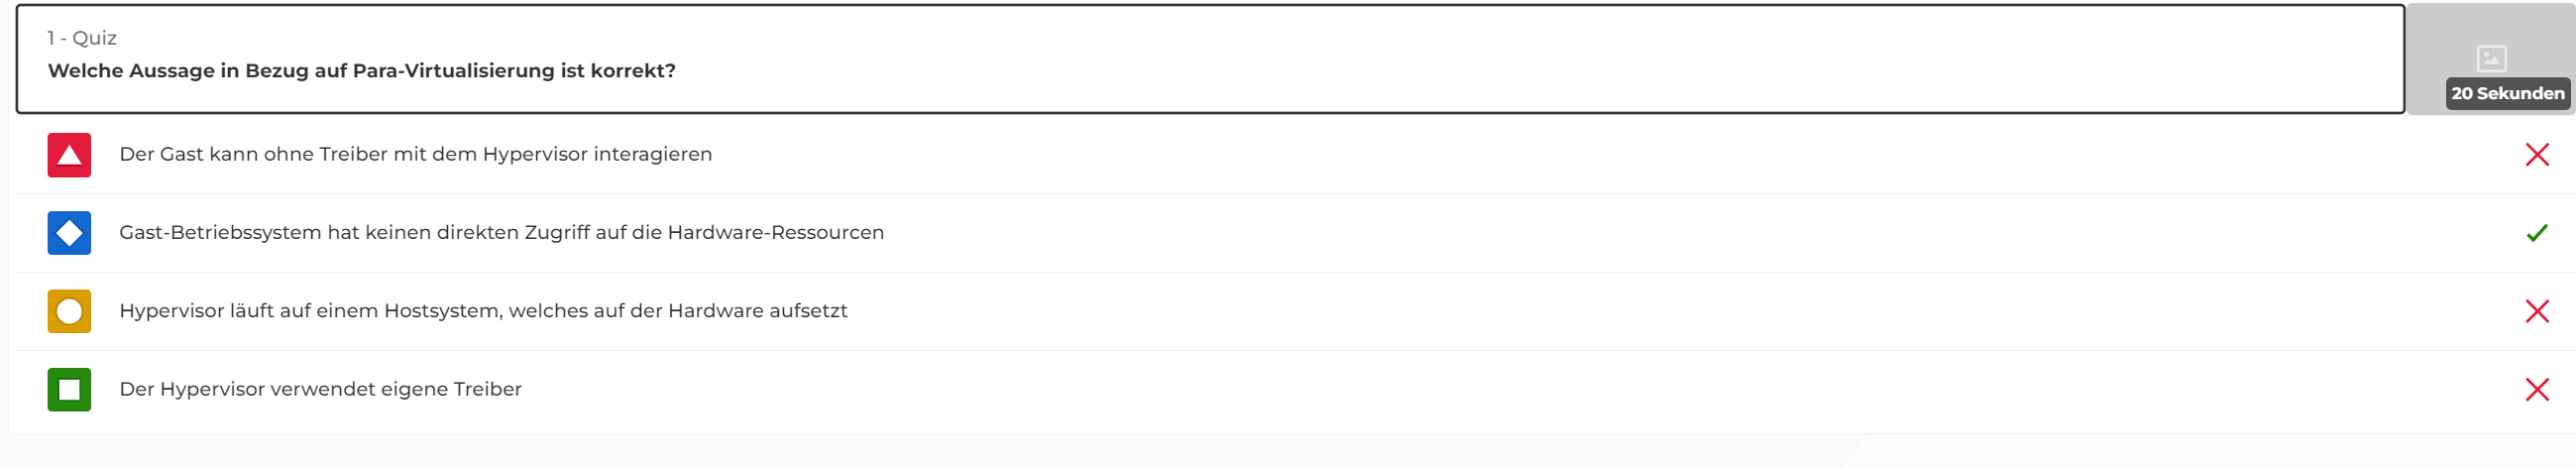 1 - Quiz
Welche Aussage in Bezug auf Para-Virtualisierung ist korrekt?
20 Sekunden
Der Gast kann ohne Treiber mit dem Hypervisor interagieren
Gast-Betriebssystem hat keinen direkten Zugriff auf die Hardware-Ressourcen
Hypervisor läuft auf einem Hostsystem, welches auf der Hardware aufsetzt
Der Hypervisor verwendet eigene Treiber